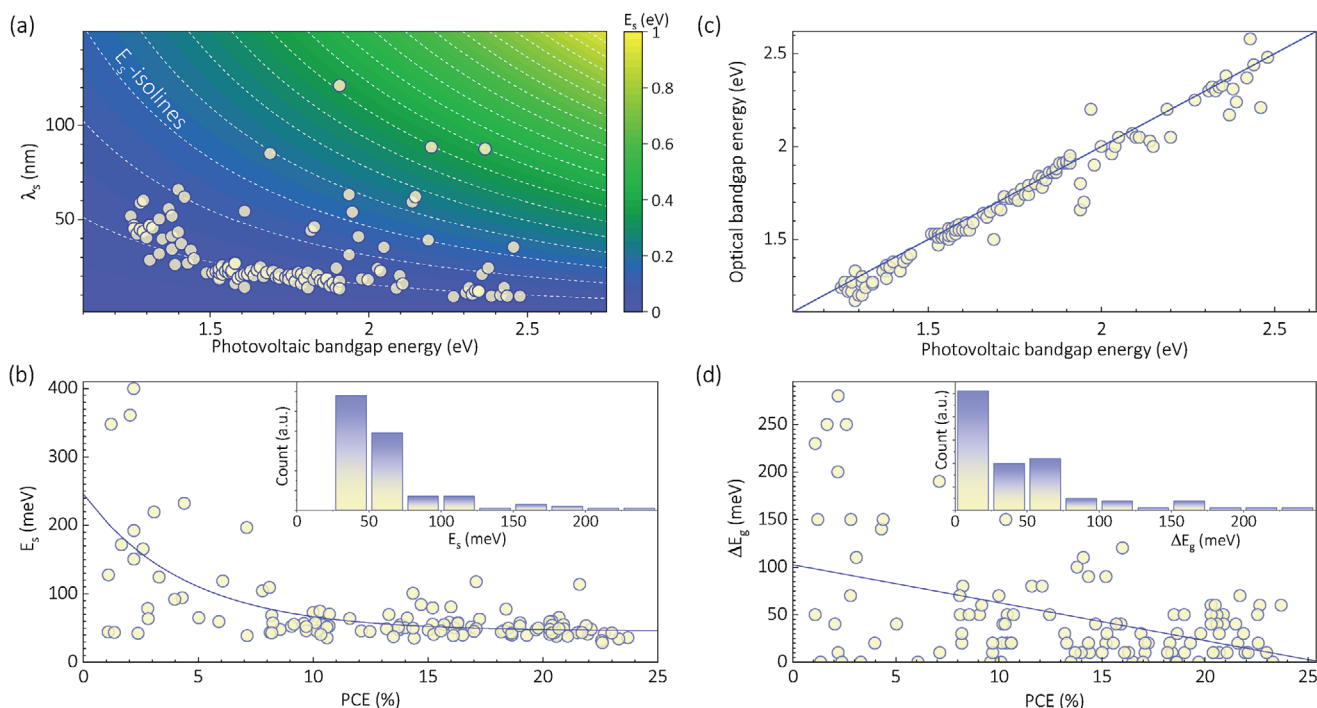 (a)
E_s (eV)
1
0.8
0.6
0.4
0.2
0
E_s-isolines
100
50
λ_s (nm)
1.5
2
2.5
Photovoltaic bandgap energy (eV)
(c)
2.5
2
1.5
Optical bandgap energy (eV)
1.5
2
2.5
Photovoltaic bandgap energy (eV)
(b)
400
300
200
100
0
E_s (meV)
0
5
10
15
20
25
PCE (%)
Count (a.u.)
0
50
100
150
200
E_s (meV)
(d)
300
250
200
150
100
50
0
ΔE_g (meV)
0
5
10
15
20
25
PCE (%)
Count (a.u.)
0
50
100
150
200
ΔE_g (meV)